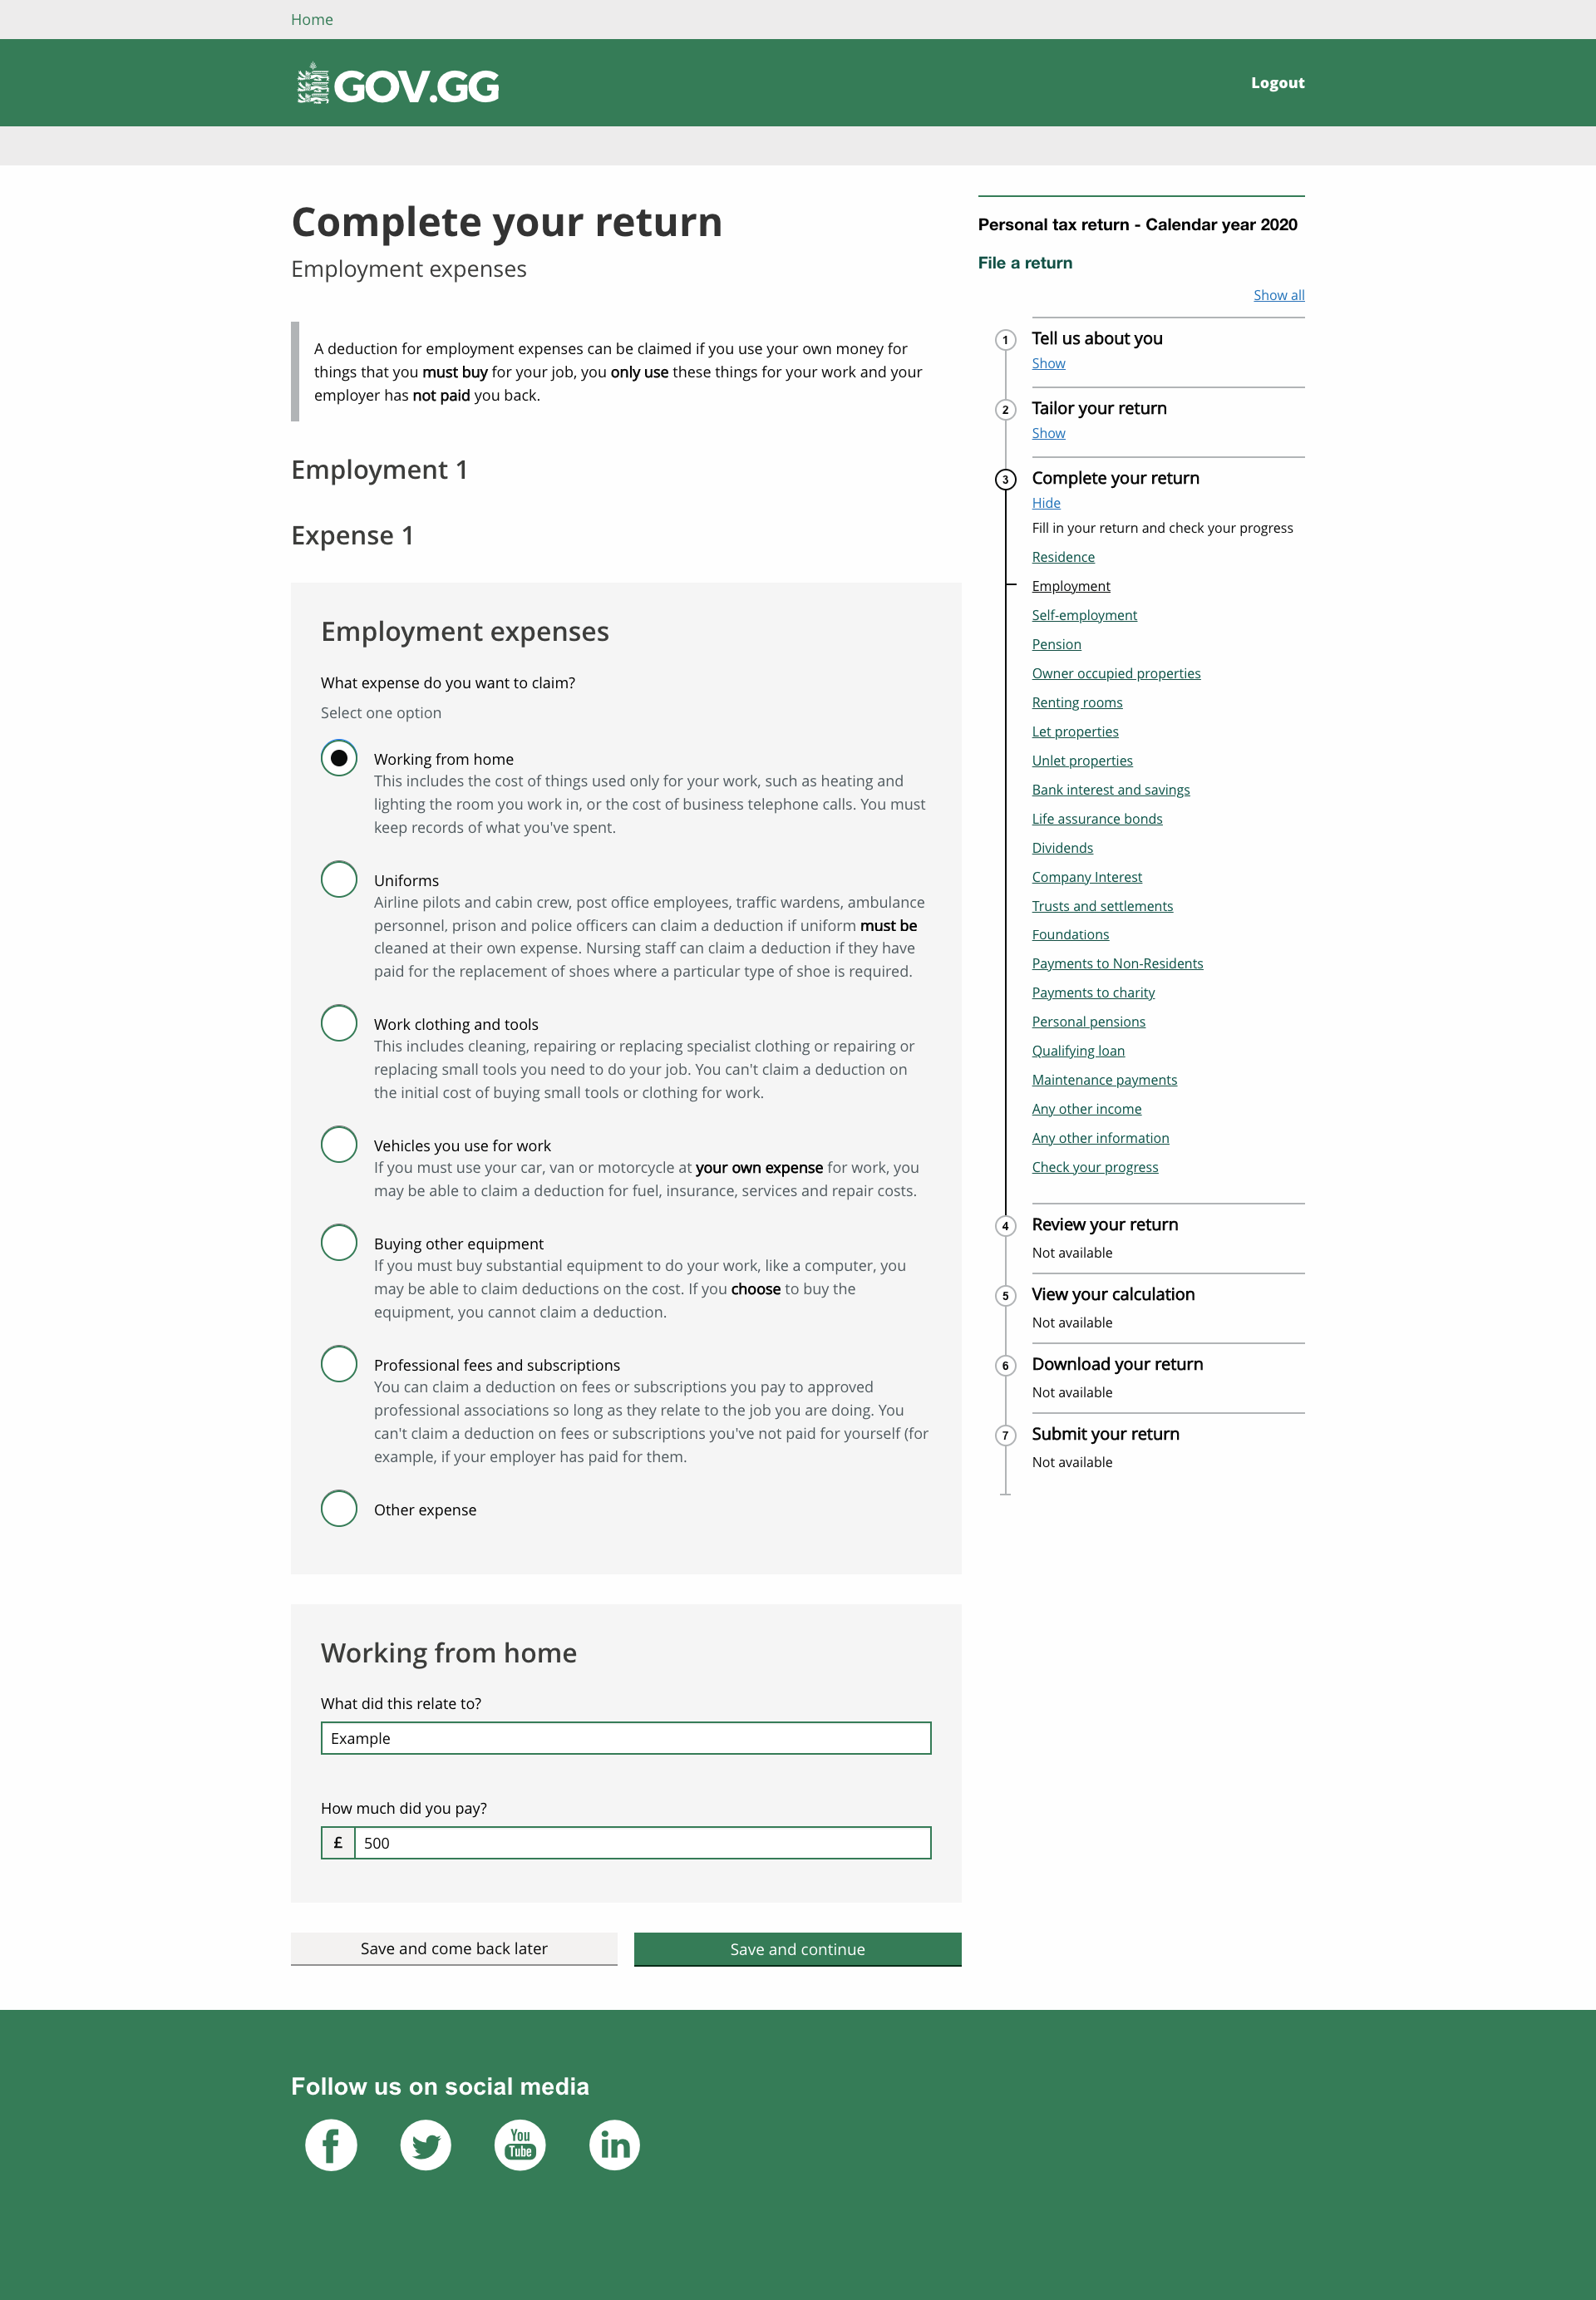 Home
GOV.GG
Logout
Complete your return
Employment expenses
A deduction for employment expenses can be claimed if you use your own money for
things that you must buy for your job, you only use these things for your work and your
employer has not paid you back.
Employment 1
Expense 1
Employment expenses
What expense do you want to claim?
Select one option
Working from home
This includes the cost of things used only for your work, such as heating and
lighting the room you work in, or the cost of business telephone calls. You must
keep records of what you've spent.
Uniforms
Airline pilots and cabin crew, post office employees, traffic wardens, ambulance
personnel, prison and police officers can claim a deduction if uniform must be
cleaned at their own expense. Nursing staff can claim a deduction if they have
paid for the replacement of shoes where a particular type of shoe is required.
Work clothing and tools
This includes cleaning, repairing or replacing specialist clothing or repairing or
replacing small tools you need to do your job. You can't claim a deduction on
the initial cost of buying small tools or clothing for work.
Vehicles you use for work
If you must use your car, van or motorcycle at your own expense for work, you
may be able to claim a deduction for fuel, insurance, services and repair costs.
Buying other equipment
If you must buy substantial equipment to do your work, like a computer, you
may be able to claim deductions on the cost. If you choose to buy the
equipment, you cannot claim a deduction.
Professional fees and subscriptions
You can claim a deduction on fees or subscriptions you pay to approved
professional associations so long as they relate to the job you are doing. You
can't claim a deduction on fees or subscriptions you've not paid for yourself (for
example, if your employer has paid for them.
Other expense
Working from home
What did this relate to?
Example
How much did you pay?
£ 500
Save and come back later
Save and continue
Personal tax return - Calendar year 2020
File a return
Show all
1 Tell us about you
Show
2 Tailor your return
Show
3 Complete your return
Hide
Fill in your return and check your progress
Residence
Employment
Self-employment
Pension
Owner occupied properties
Renting rooms
Let properties
Unlet properties
Bank interest and savings
Life assurance bonds
Dividends
Company Interest
Trusts and settlements
Foundations
Payments to Non-Residents
Payments to charity
Personal pensions
Qualifying loan
Maintenance payments
Any other income
Any other information
Check your progress
4 Review your return
Not available
5 View your calculation
Not available
6 Download your return
Not available
7 Submit your return
Not available
Follow us on social media
f
You
Tube
in